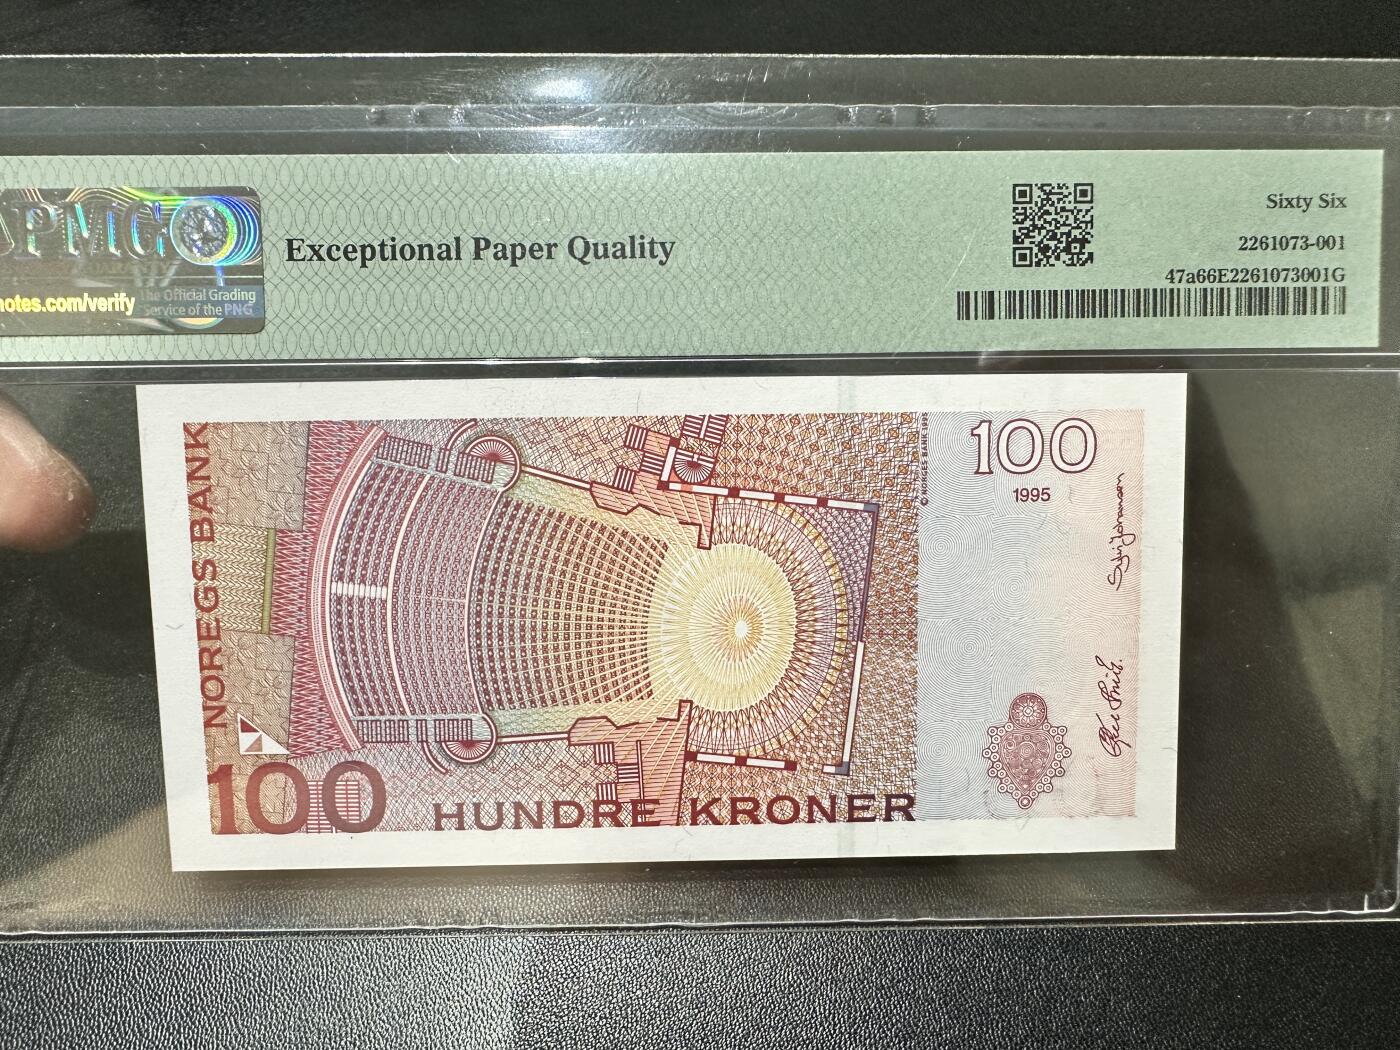 PMG
notes.com/verify
The Official Grading
Service of the PNG
Exceptional Paper Quality
Sixty Six
2261073-001
47a66E2261073001G
NOREGS BANK
100
1995
100
HUNDRE KRONER